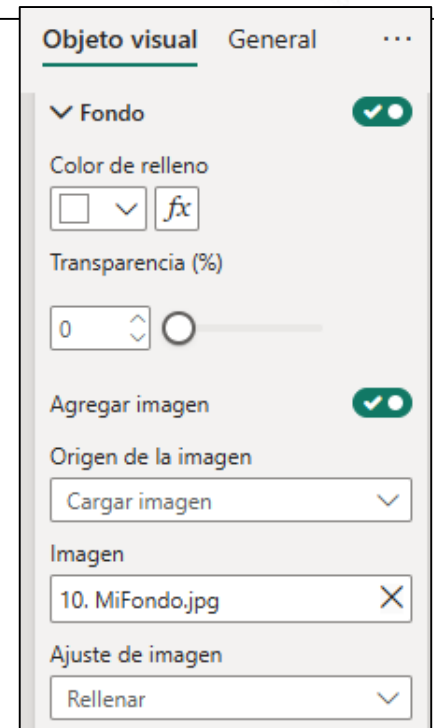 Objeto visual General ...
Fondo
Color de relleno
fx
Transparencia (%)
0
Agregar imagen
Origen de la imagen
Cargar imagen
Imagen
10. MiFondo.jpg
Ajuste de imagen
Rellenar